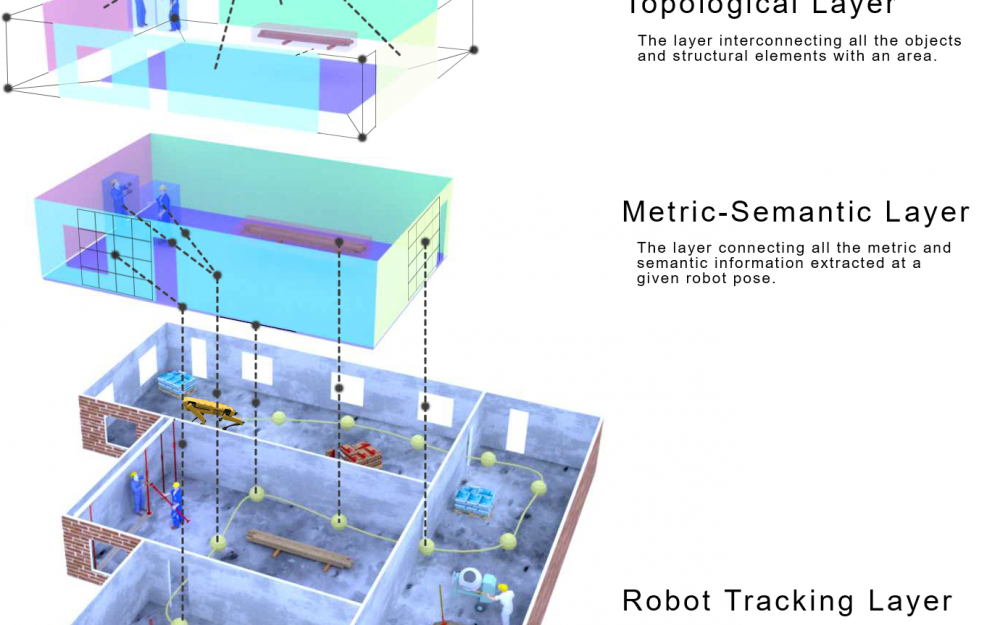 Topological Layer
The layer interconnecting all the objects
and structural elements with an area.
Metric-Semantic Layer
The layer connecting all the metric and
semantic information extracted at a
given robot pose.
Robot Tracking Layer